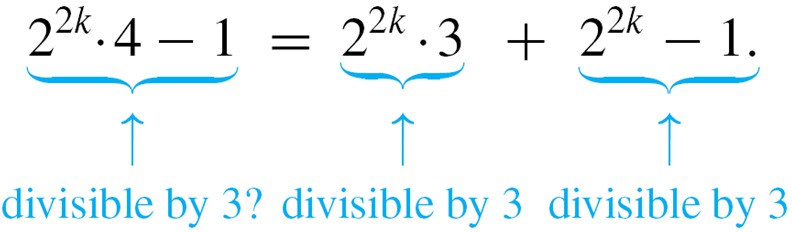 2^{2k}·4 − 1 = 2^{2k}·3 + 2^{2k} − 1.
divisible by 3? divisible by 3 divisible by 3